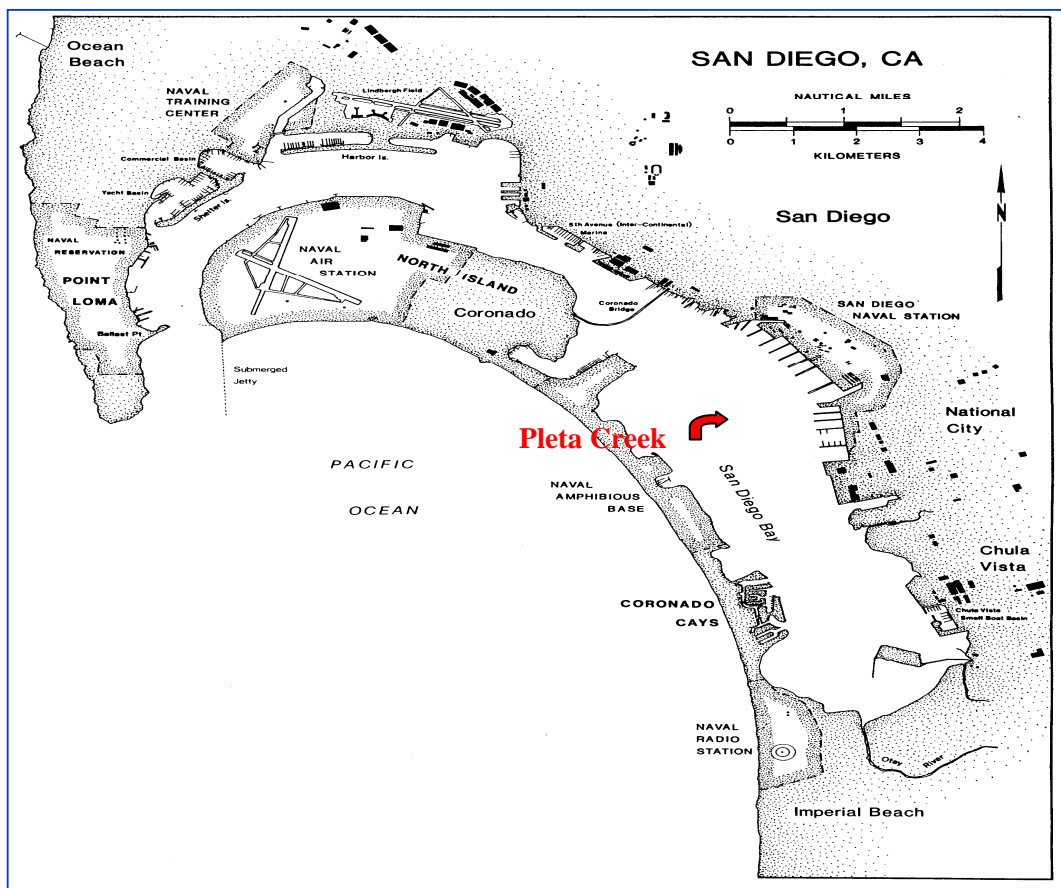 Ocean
Beach
SAN DIEGO, CA
NAVAL
TRAINING
CENTER
Lindbergh Field
NAUTICAL MILES
0 1 2
0 1 2 3 4
KILOMETERS
Commercial Basin
Harbor Is.
Yacht Basin
Shelter Is.
N
San Diego
5th Avenue (Inter-Continental)
Marina
NAVAL
RESERVATION
POINT
LOMA
Ballast Pt.
NAVAL
AIR
STATION
NORTH ISLAND
Coronado
Coronado
Bridge
SAN DIEGO
NAVAL STATION
Submerged
Jetty
National
City
Pleta Creek
PACIFIC
OCEAN
San Diego Bay
NAVAL
AMPHIBIOUS
BASE
Chula
Vista
Chula Vista
Small Boat Basin
CORONADO
CAYS
NAVAL
RADIO
STATION
Otay River
Imperial Beach